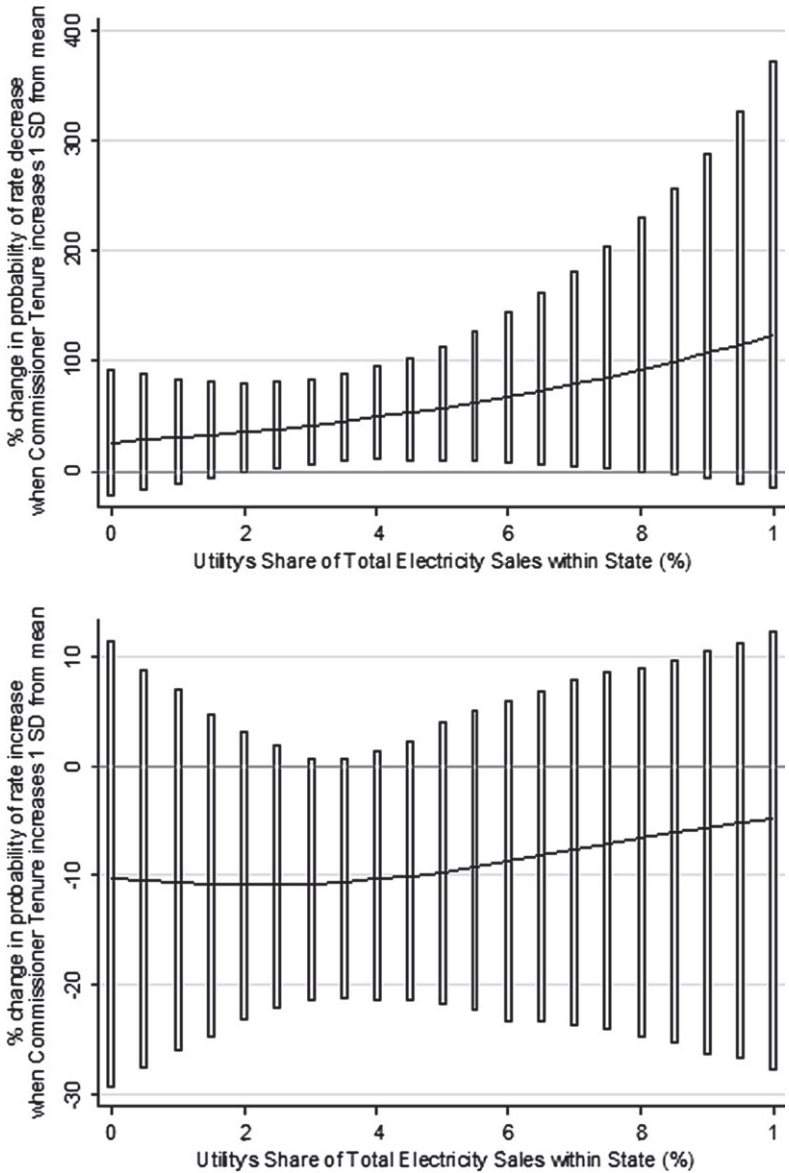 % change in probability of rate decrease
when Commissioner Tenure increases 1 SD from mean
400
300
200
100
0
0 2 4 6 8 1
Utility's Share of Total Electricity Sales within State (%)
% change in probability of rate increase
when Commissioner Tenure increases 1 SD from mean
10
0
-10
-20
-30
0 2 4 6 8 1
Utility's Share of Total Electricity Sales within State (%)